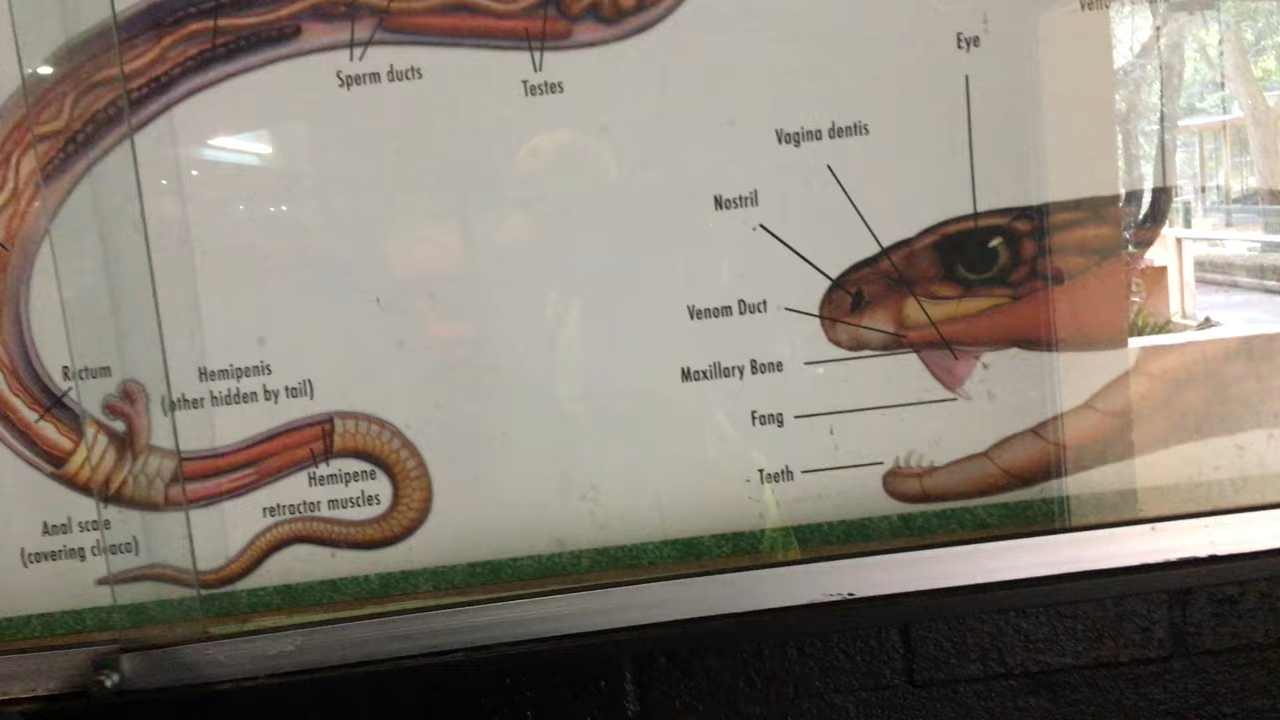 Sperm ducts
Testes
Eye
Vagina dentis
Nostril
Venom Duct
Maxillary Bone
Fang
Teeth
Rectum
Hemipenis
(other hidden by tail)
Hemipene
retractor muscles
Anal scale
(covering cloaca)